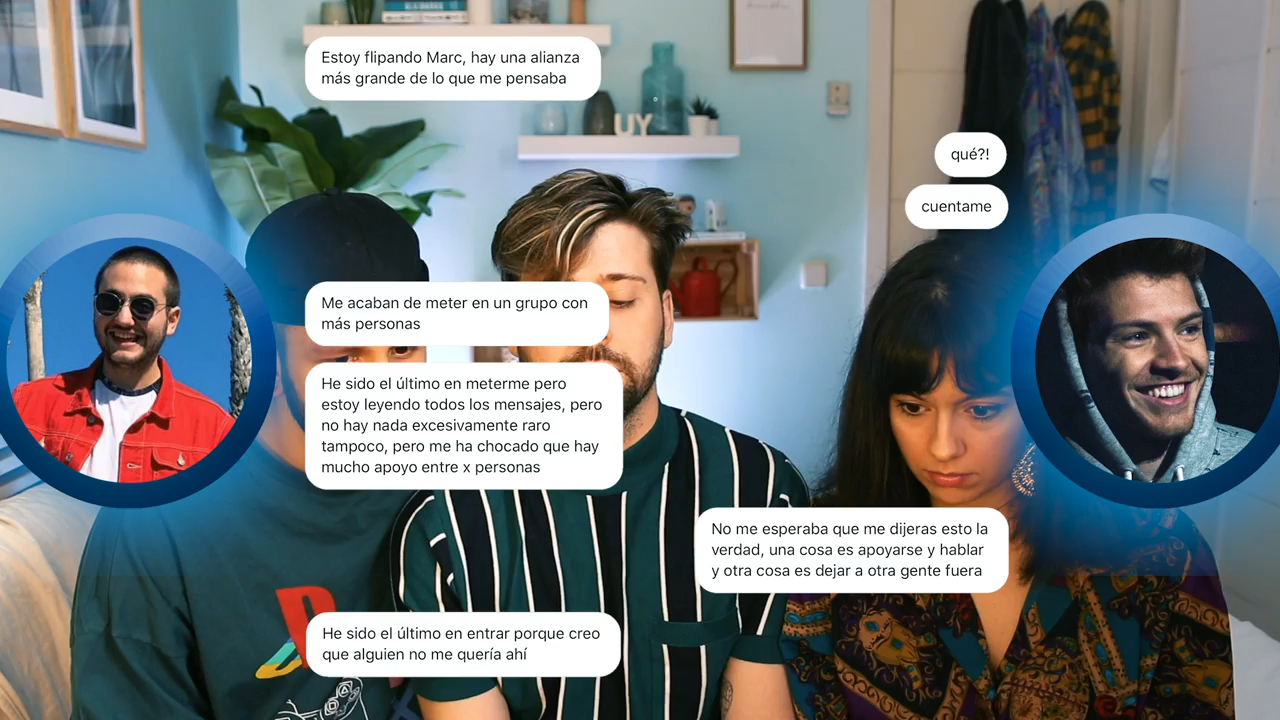 Estoy flipando Marc, hay una alianza
más grande de lo que me pensaba
UY
qué?!
cuentame
Me acaban de meter en un grupo con
más personas
He sido el último en meterme pero
estoy leyendo todos los mensajes, pero
no hay nada excesivamente raro
tampoco, pero me ha chocado que hay
mucho apoyo entre x personas
No me esperaba que me dijeras esto la
verdad, una cosa es apoyarse y hablar
y otra cosa es dejar a otra gente fuera
He sido el último en entrar porque creo
que alguien no me quería ahí